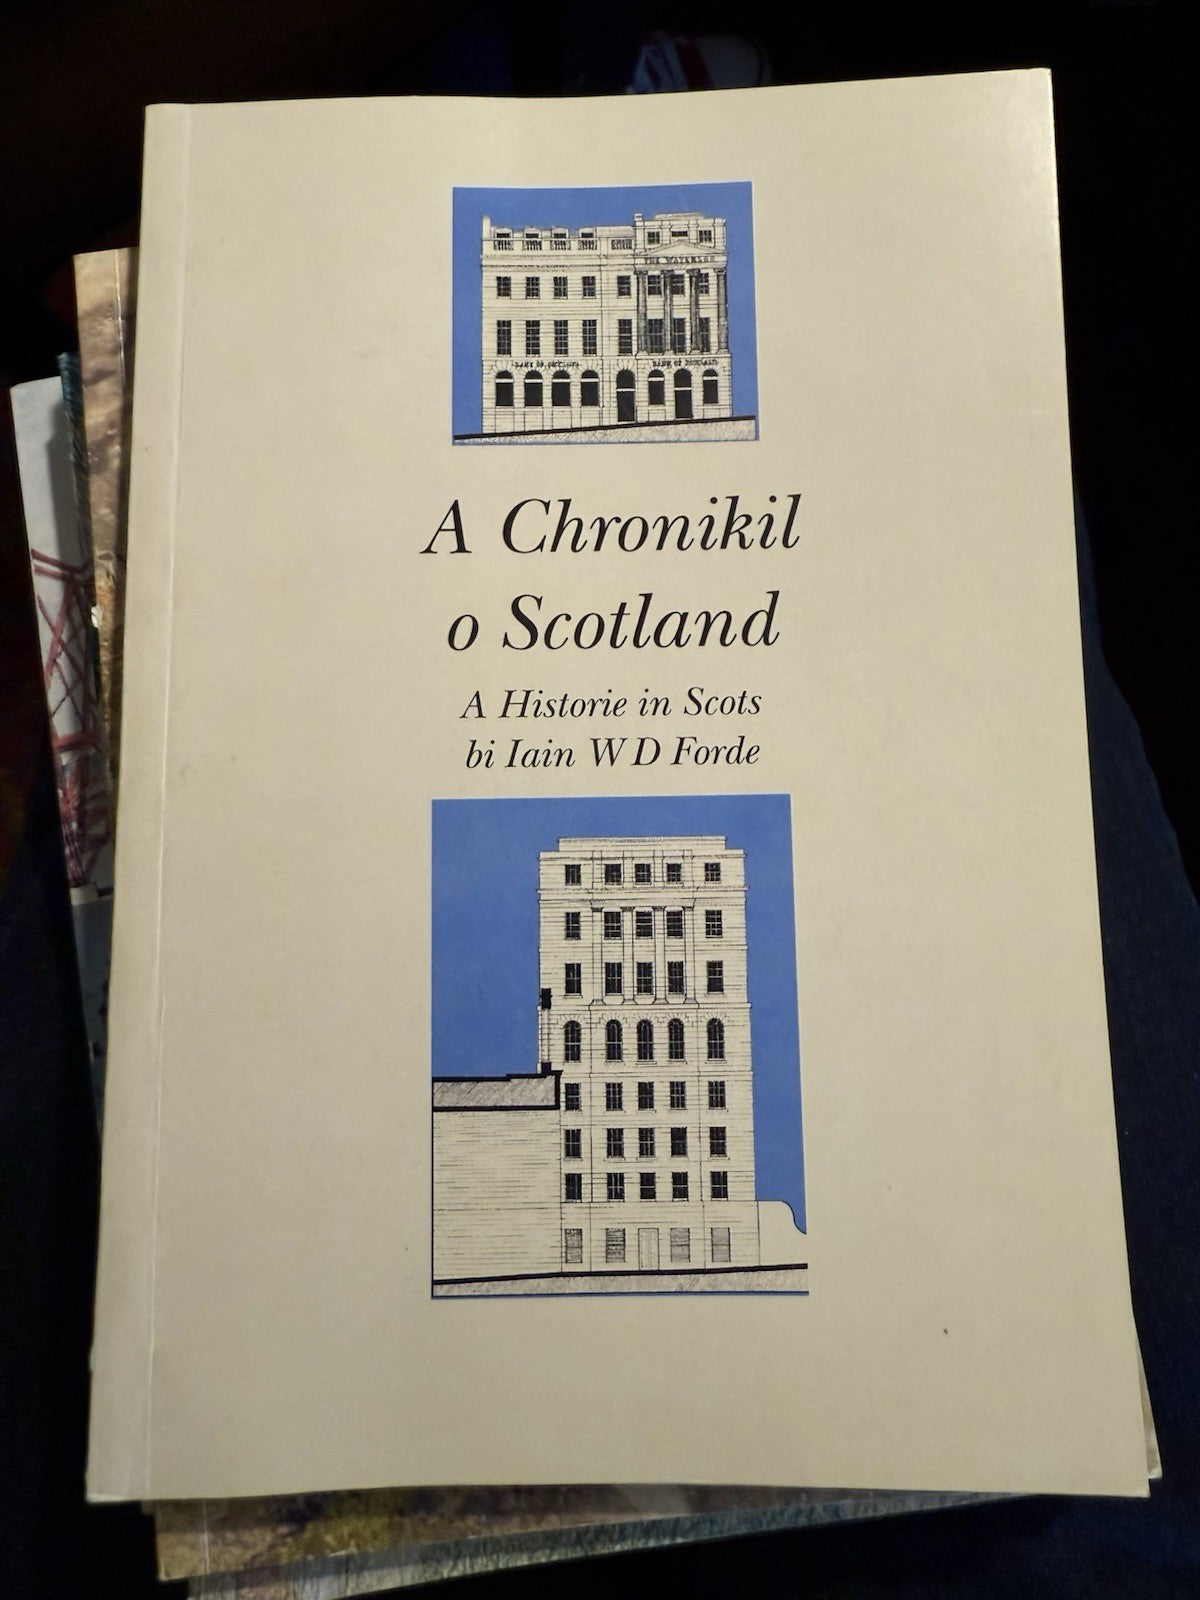 A Chronikil
o Scotland
A Historie in Scots
bi Iain W D Forde